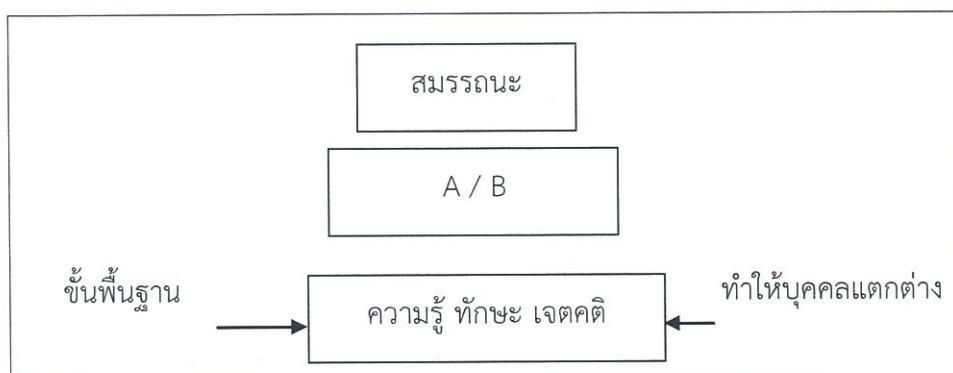 สมรรถนะ
A / B
ขั้นพื้นฐาน
ความรู้ ทักษะ เจตคติ
ทำให้บุคคลแตกต่าง